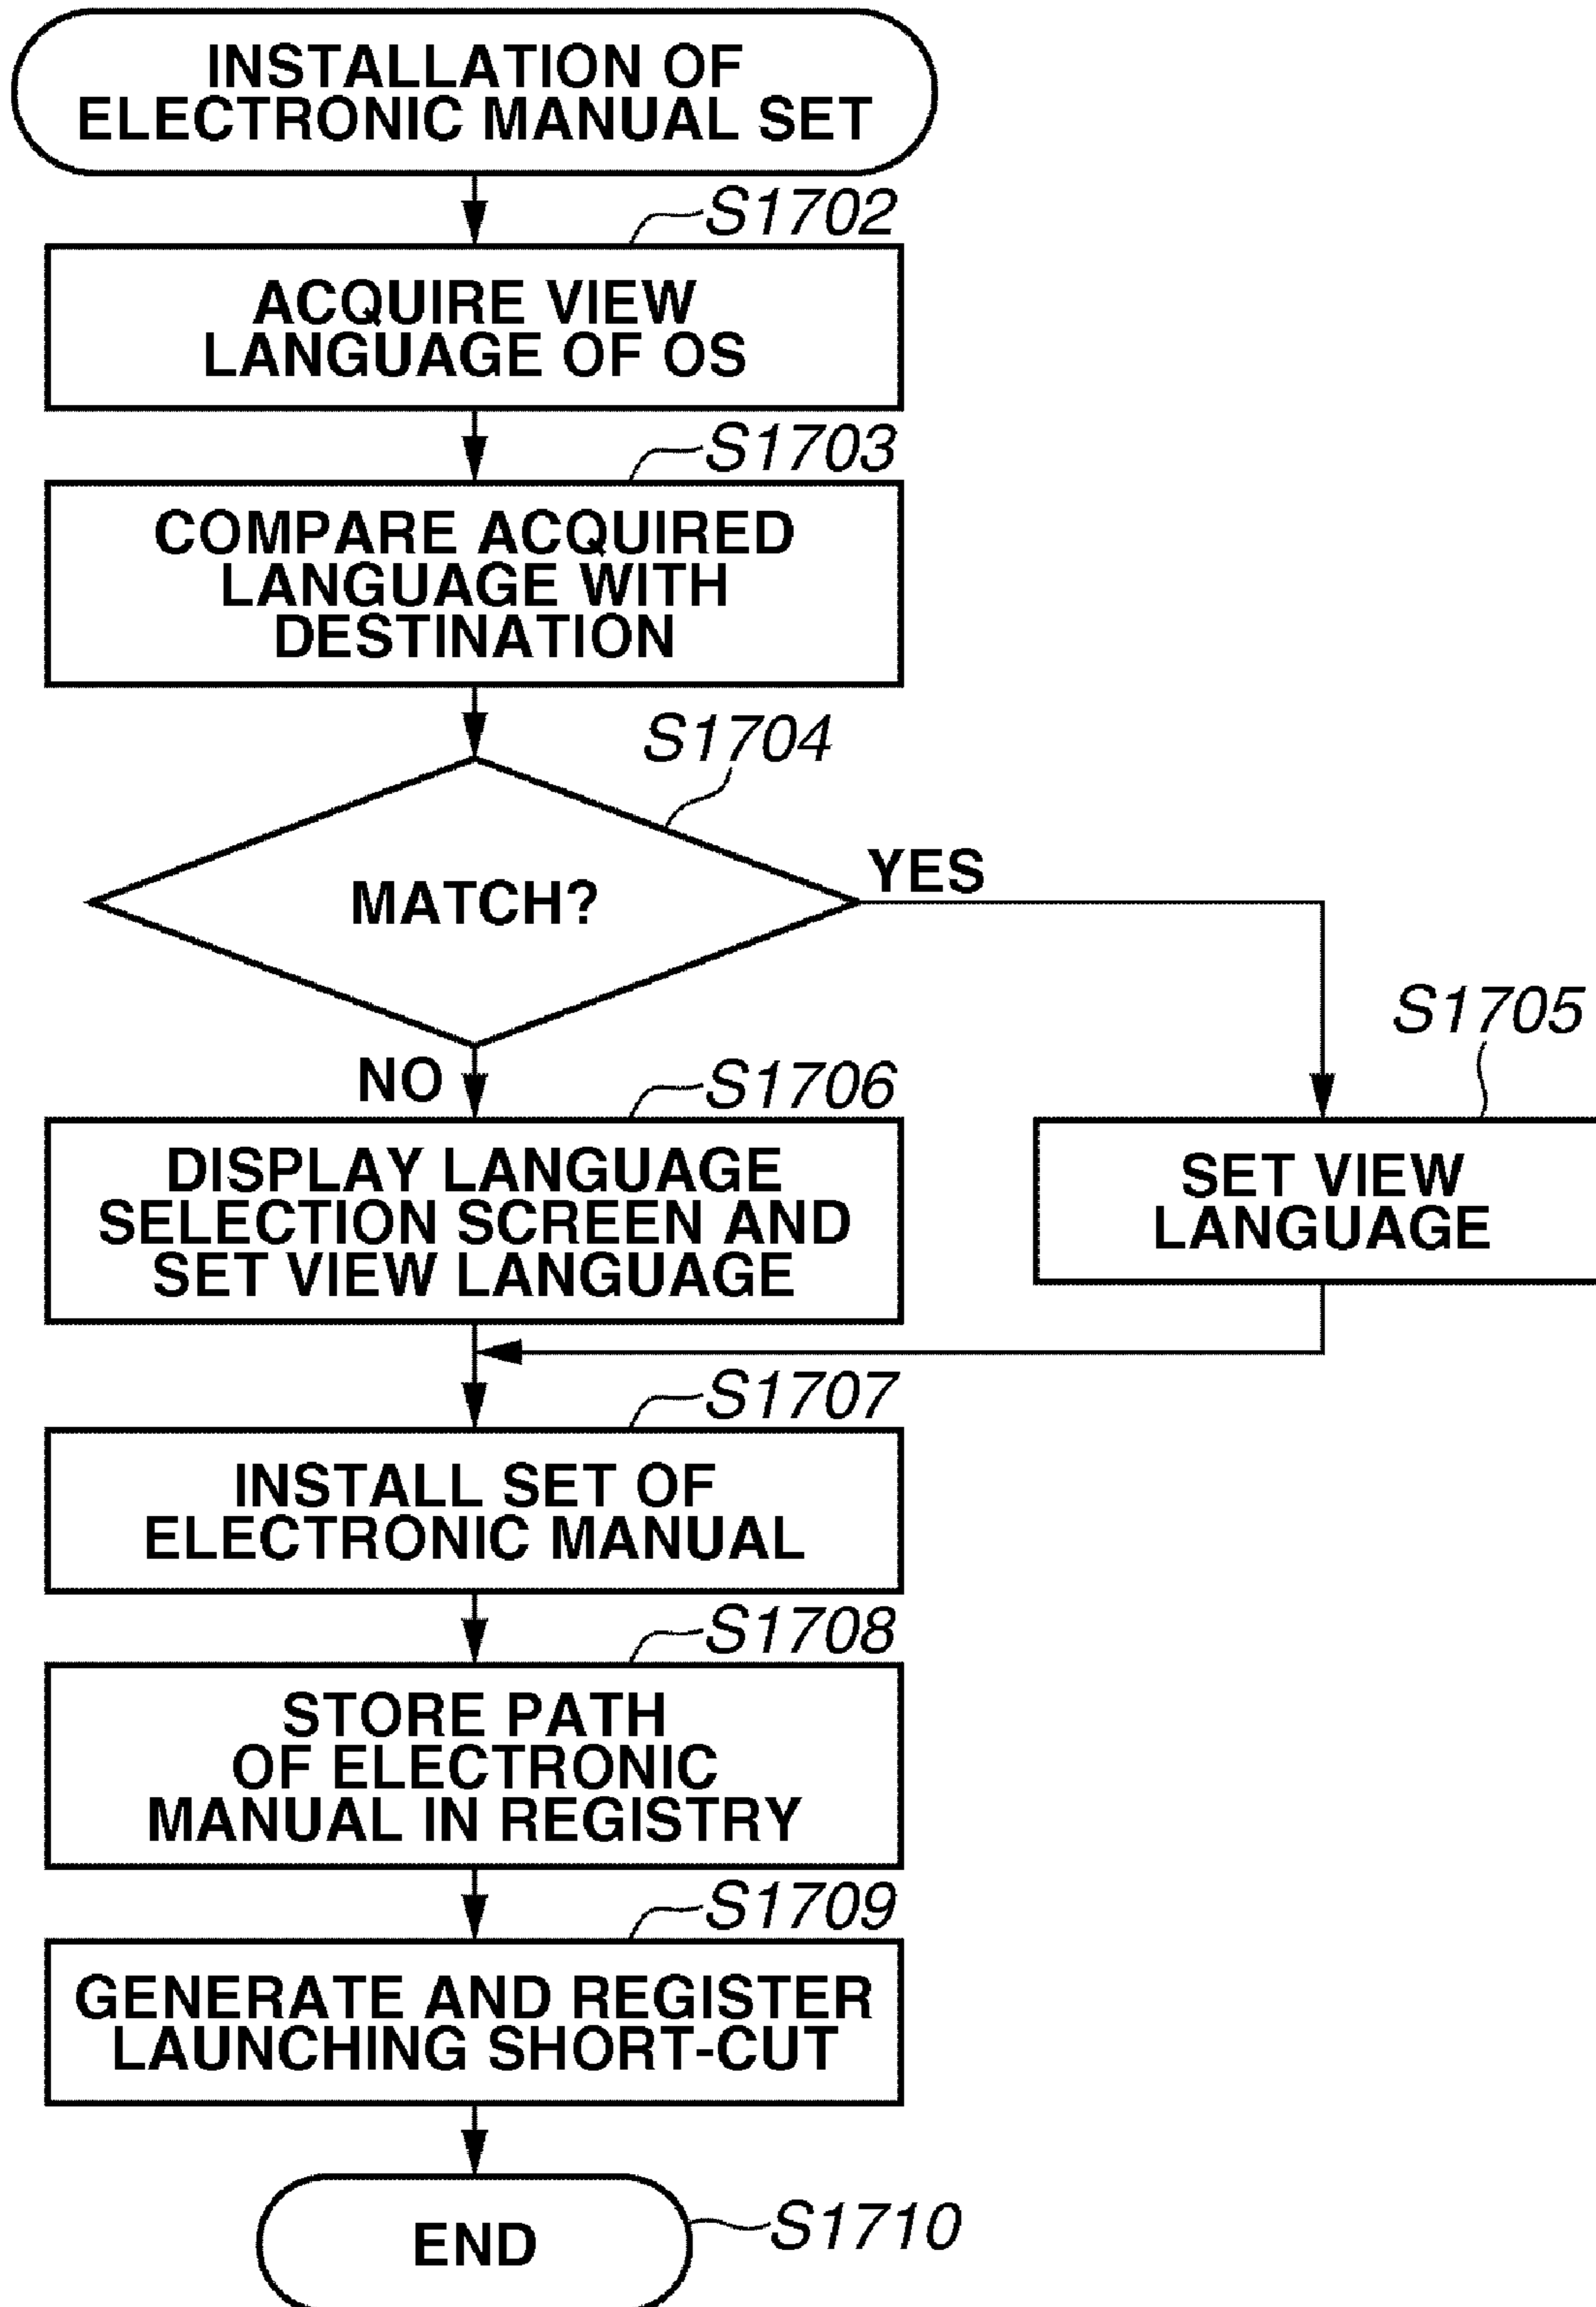 INSTALLATION OF
ELECTRONIC MANUAL SET
S1702
ACQUIRE VIEW
LANGUAGE OF OS
S1703
COMPARE ACQUIRED
LANGUAGE WITH
DESTINATION
S1704
MATCH?
YES
S1705
NO
S1706
DISPLAY LANGUAGE
SELECTION SCREEN AND
SET VIEW LANGUAGE
SET VIEW
LANGUAGE
S1707
INSTALL SET OF
ELECTRONIC MANUAL
S1708
STORE PATH
OF ELECTRONIC
MANUAL IN REGISTRY
S1709
GENERATE AND REGISTER
LAUNCHING SHORT-CUT
END
S1710